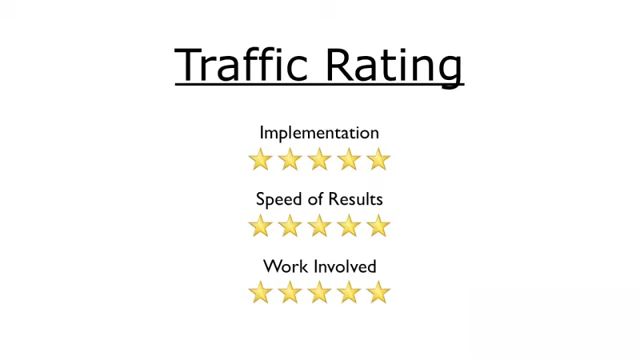 Traffic Rating
Implementation
Speed of Results
Work Involved